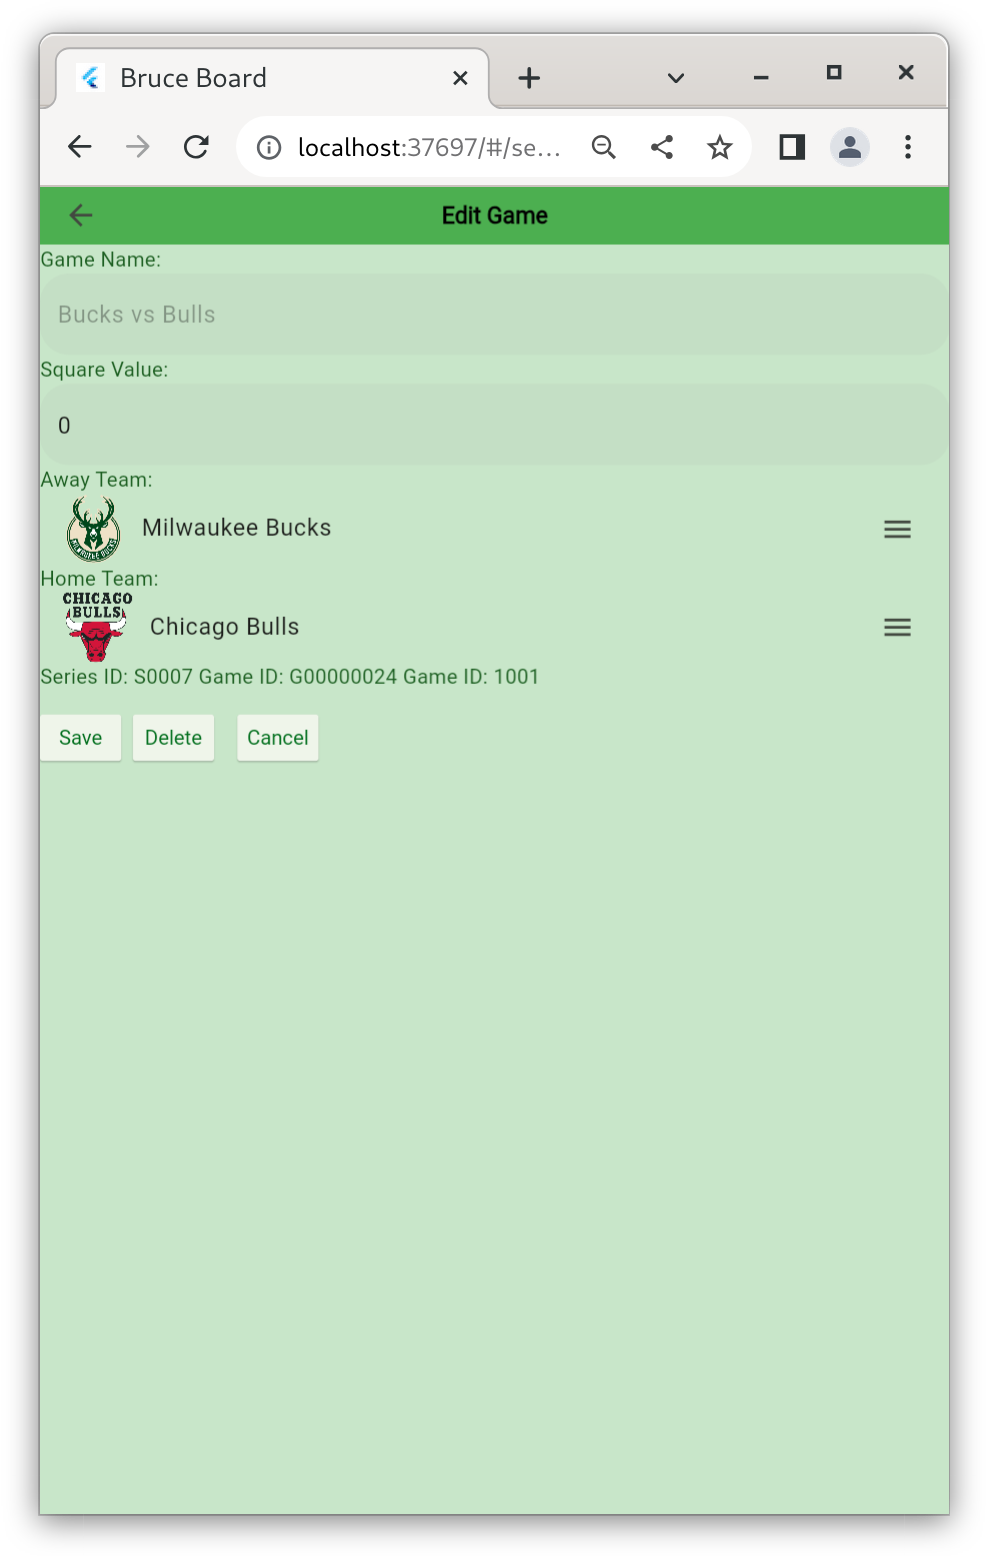 Bruce Board
localhost:37697/#/se...
Edit Game
Game Name:
Bucks vs Bulls
Square Value:
0
Away Team:
Milwaukee Bucks
Home Team:
CHICAGO
BULLS
Chicago Bulls
Series ID: S0007 Game ID: G00000024 Game ID: 1001
Save Delete Cancel